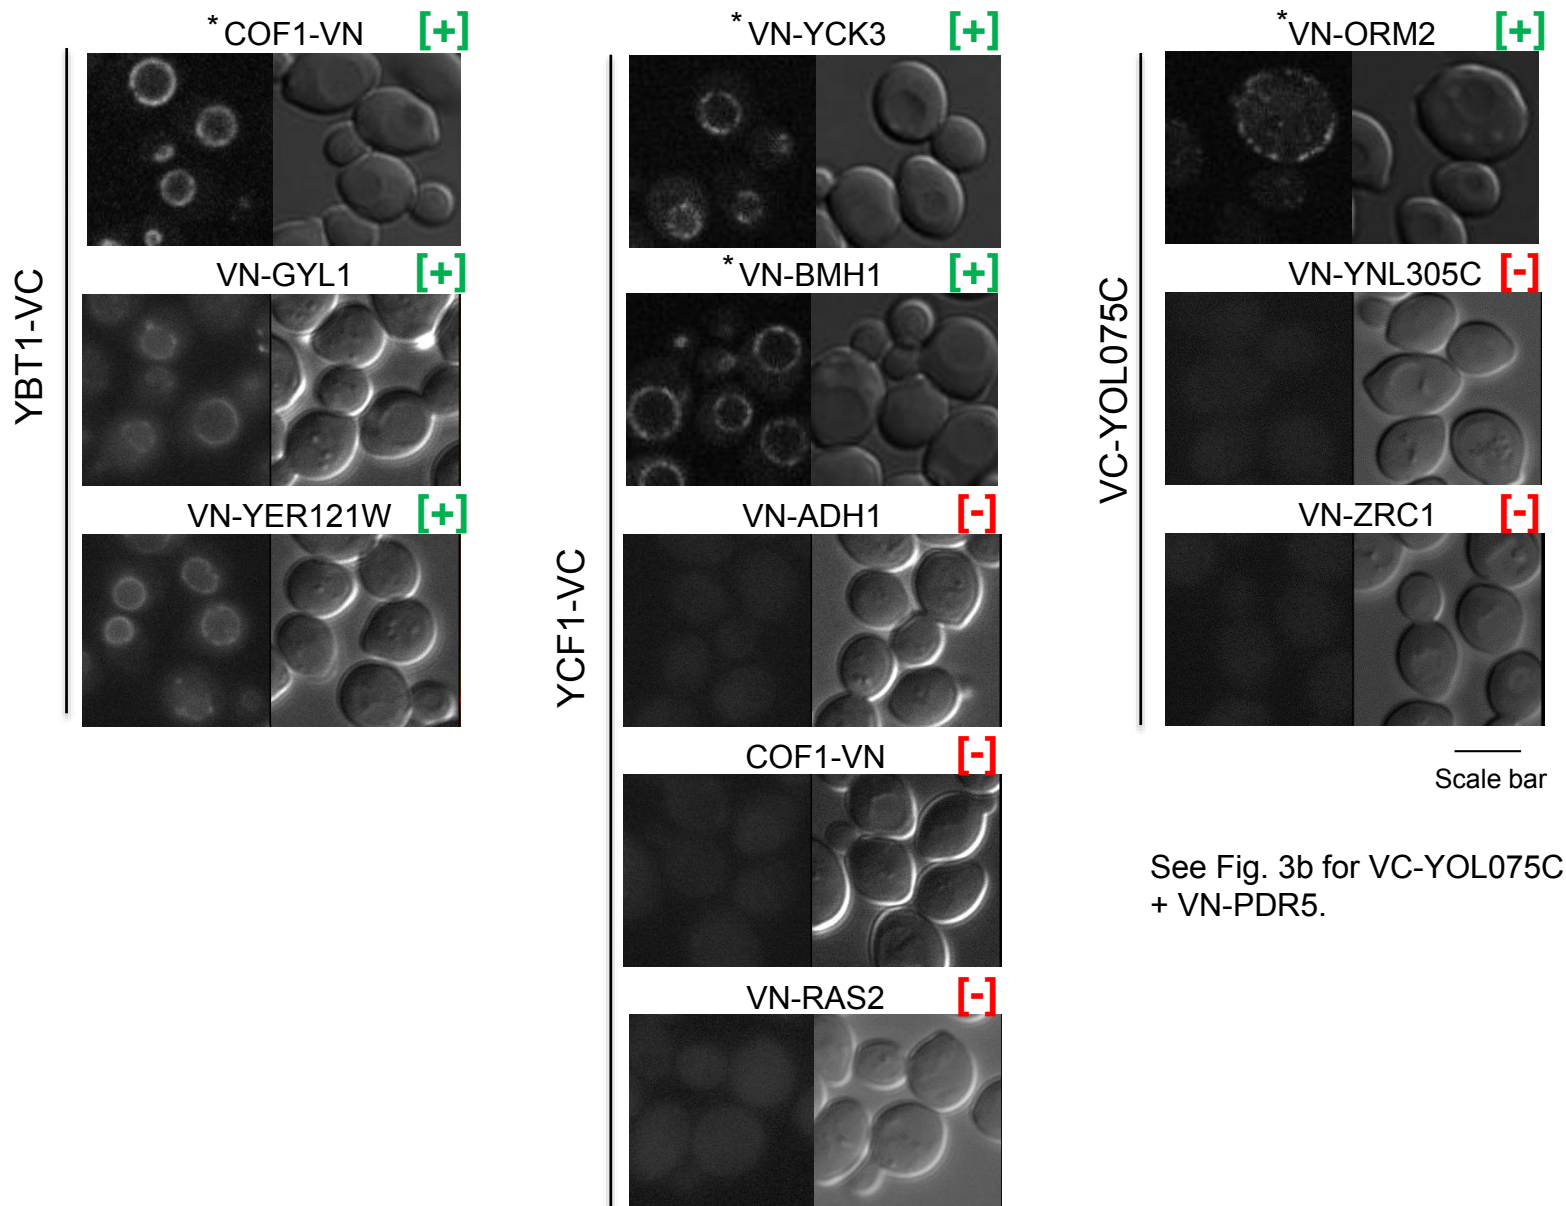 YBT1-VC
* COF1-VN [+]
VN-GYL1 [+]
VN-YER121W [+]
YCF1-VC
* VN-YCK3 [+]
* VN-BMH1 [+]
VN-ADH1 [-]
COF1-VN [-]
VN-RAS2 [-]
VC-YOL075C
* VN-ORM2 [+]
VN-YNL305C [-]
VN-ZRC1 [-]
Scale bar
See Fig. 3b for VC-YOL075C
+ VN-PDR5.